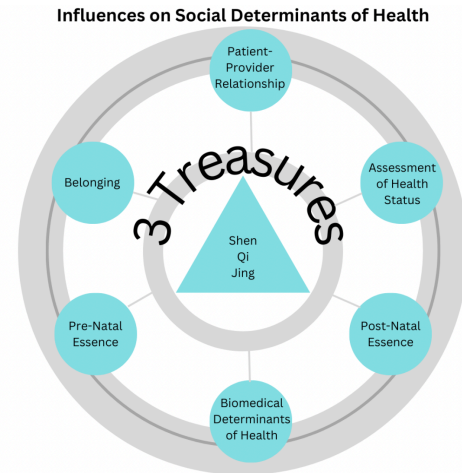 Influences on Social Determinants of Health
Patient-
Provider
Relationship
Belonging
3 Treasures
Assessment
of Health
Status
Shen
Qi
Jing
Pre-Natal
Essence
Post-Natal
Essence
Biomedical
Determinants
of Health